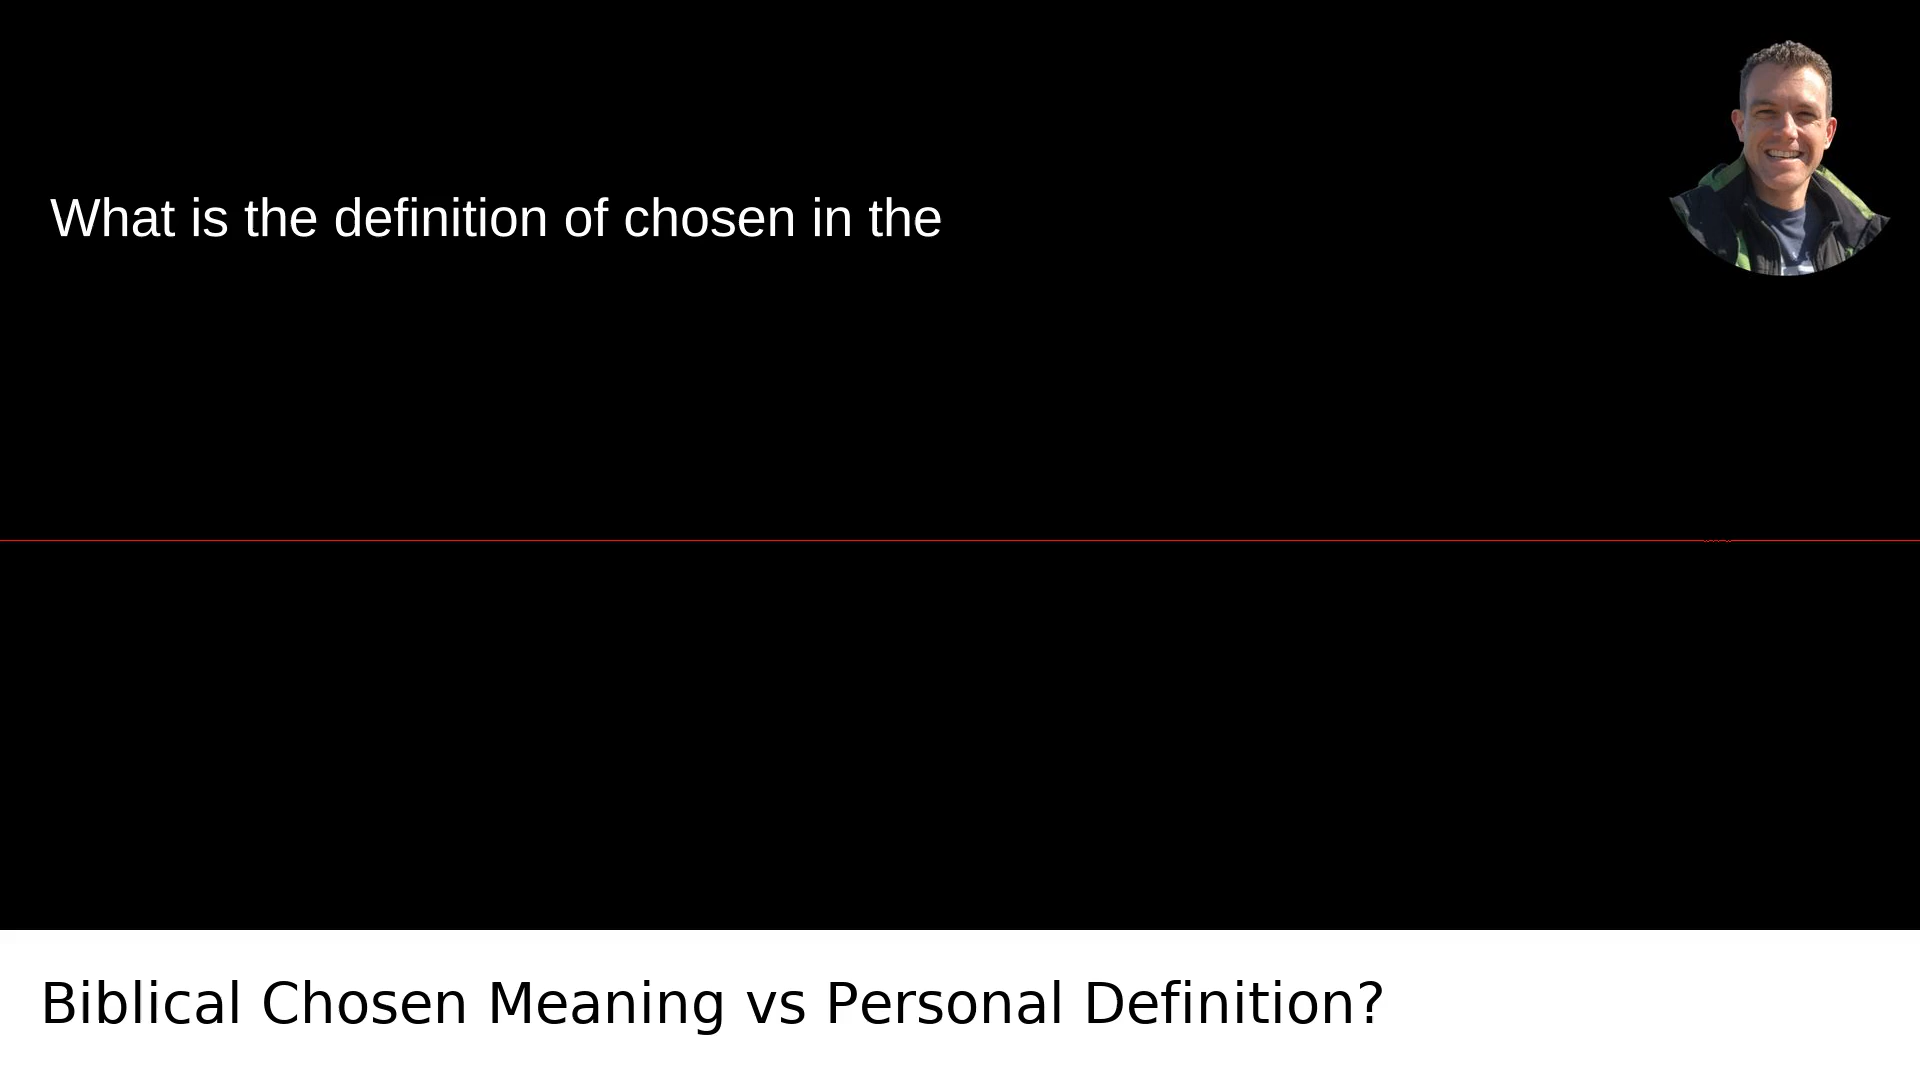 What is the definition of chosen in the
Biblical Chosen Meaning vs Personal Definition?